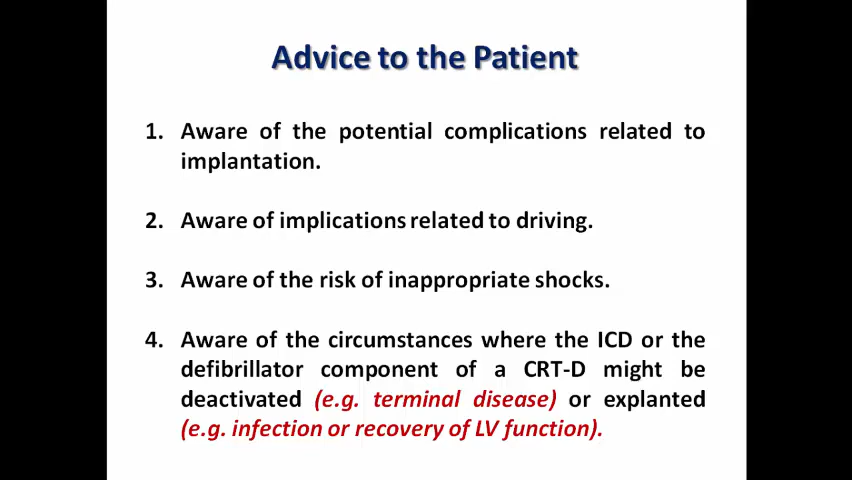 Advice to the Patient
1. Aware of the potential complications related to
implantation.
2. Aware of implications related to driving.
3. Aware of the risk of inappropriate shocks.
4. Aware of the circumstances where the ICD or the
defibrillator component of a CRT-D might be
deactivated (e.g. terminal disease) or explanted
(e.g. infection or recovery of LV function).